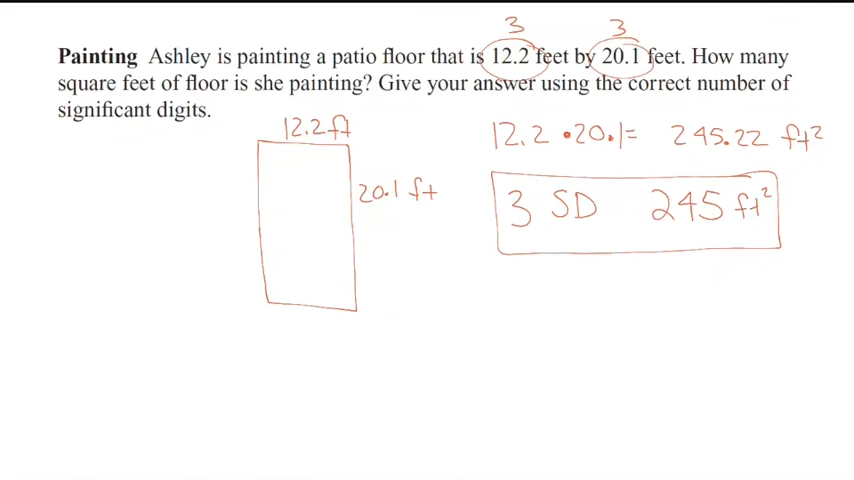 3 3
Painting Ashley is painting a patio floor that is 12.2 feet by 20.1 feet. How many
square feet of floor is she painting? Give your answer using the correct number of
significant digits.
12.2 ft
12.2 • 20.1 = 245.22 ft²
20.1 ft
3 SD 245 ft²